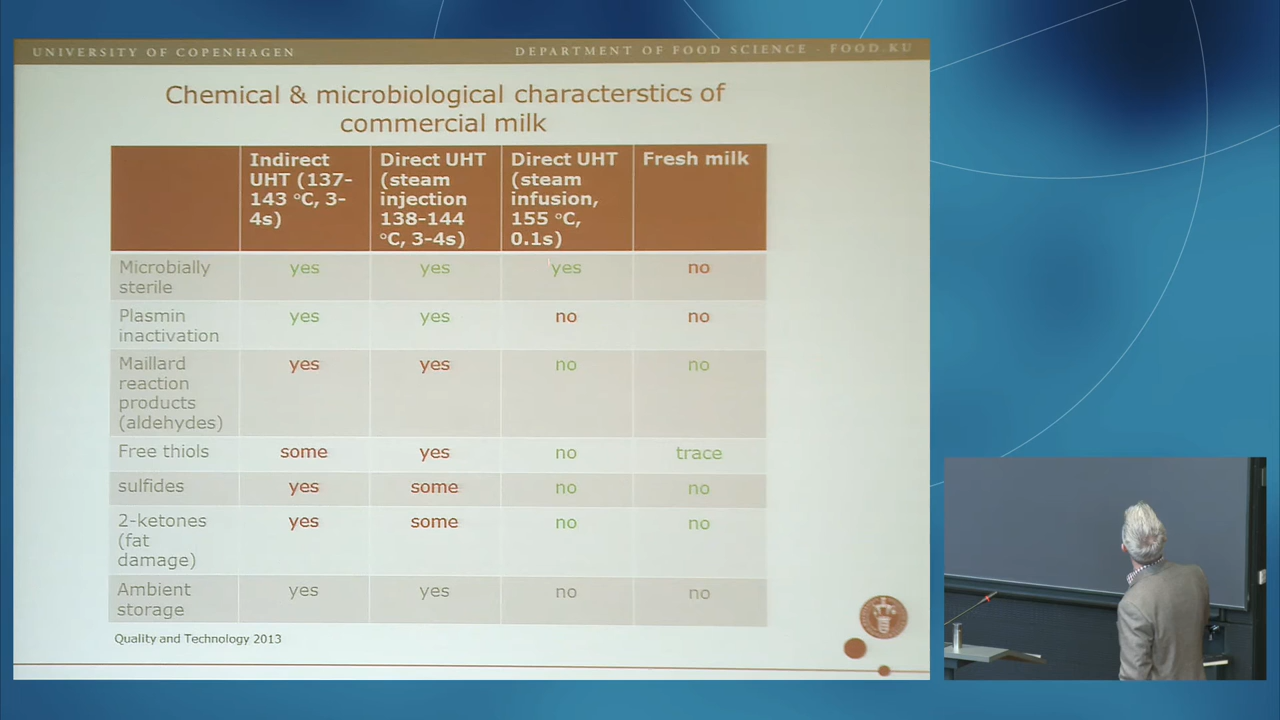 UNIVERSITY OF COPENHAGEN
DEPARTMENT OF FOOD SCIENCE - FOOD.KU
Chemical & microbiological characterstics of
commercial milk
Indirect
UHT (137-
143 °C, 3-
4s)
Direct UHT
(steam
injection
138-144
°C, 3-4s)
Direct UHT
(steam
infusion,
155 °C,
0.1s)
Fresh milk
Microbially
sterile
yes
yes
yes
no
Plasmin
inactivation
yes
yes
no
no
Maillard
reaction
products
(aldehydes)
yes
yes
no
no
Free thiols
some
yes
no
trace
sulfides
yes
some
no
no
2-ketones
(fat
damage)
yes
some
no
no
Ambient
storage
yes
yes
no
no
Quality and Technology 2013